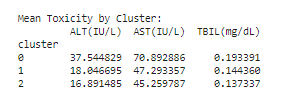 Mean Toxicity by Cluster:
ALT(IU/L) AST(IU/L) TBIL(mg/dL)
cluster
0 37.544829 70.892886 0.193391
1 18.046695 47.293357 0.144360
2 16.891485 45.259787 0.137337